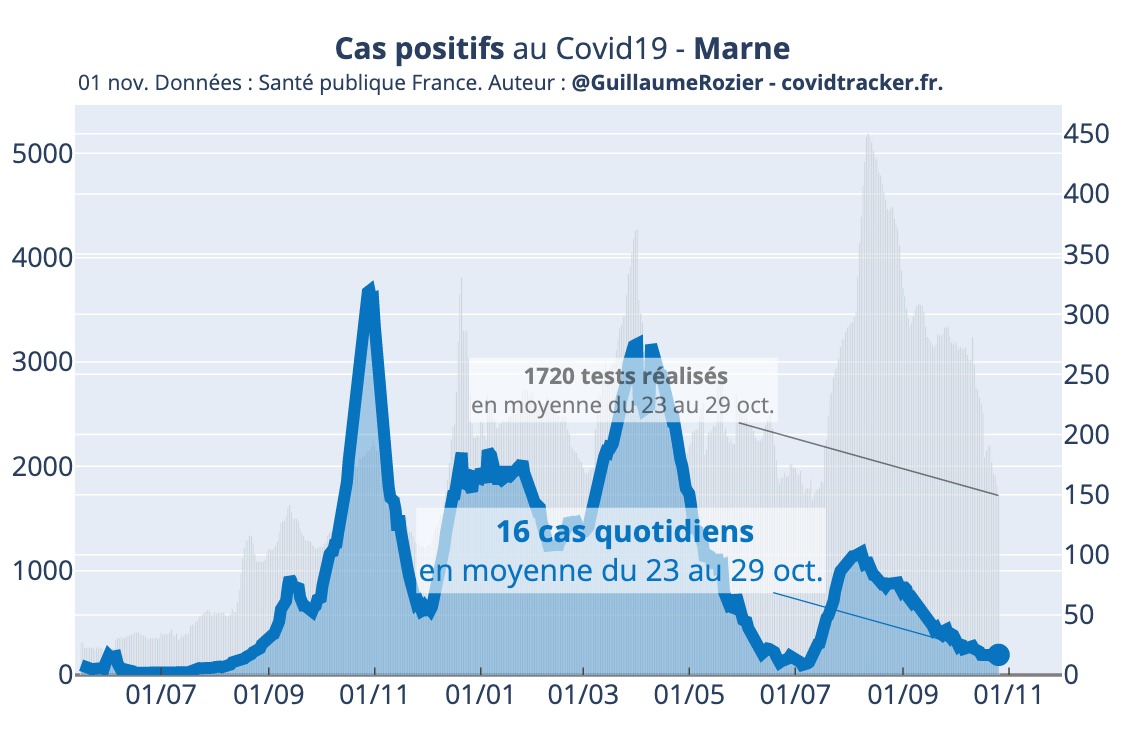 Cas positifs au Covid19 - Marne
01 nov. Données : Santé publique France. Auteur : @GuillaumeRozier - covidtracker.fr.
450
5000
400
4000
350
300
3000
250
1720 tests réalisés
en moyenne du 23 au 29 oct.
200
2000
150
16 cas quotidiens
100
1000
en moyenne du 23 au 29 oct.
50
0
0
01/07 01/09 01/11 01/01 01/03 01/05 01/07 01/09 01/11